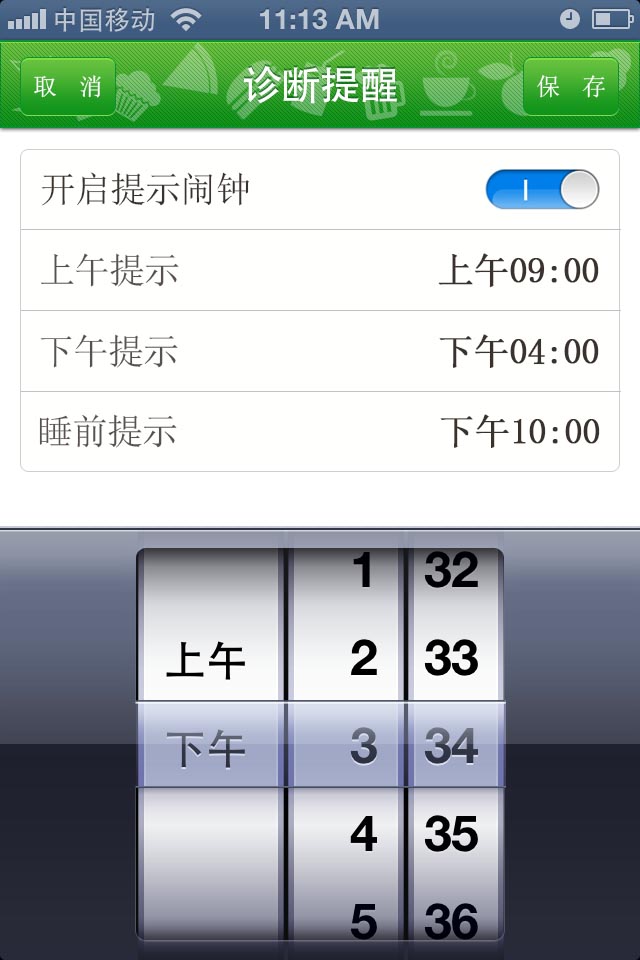 中国移动 11:13 AM
取 消 诊断提醒 保 存
开启提示闹钟
上午提示 上午09:00
下午提示 下午04:00
睡前提示 下午10:00
1 32
上午 2 33
下午 3 34
4 35
5 36